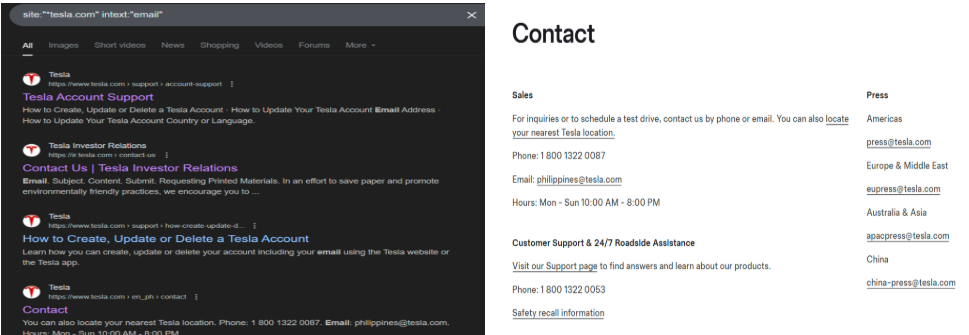 site:"*tesla.com" intext:"email"
All Images Short videos News Shopping Videos Forums More
Tesla
https://www.tesla.com › support › account-support
Tesla Account Support
How to Create, Update or Delete a Tesla Account · How to Update Your Tesla Account Email Address ·
How to Update Your Tesla Account Country or Language.
Tesla Investor Relations
https://ir.tesla.com › contact-us
Contact Us | Tesla Investor Relations
Email. Subject. Content. Submit. Requesting Printed Materials. In an effort to save paper and promote
environmentally friendly practices, we encourage you to ...
Tesla
https://www.tesla.com › support › how-create-update-d...
How to Create, Update or Delete a Tesla Account
Learn how you can create, update or delete your account including your email using the Tesla website or
the Tesla app.
Tesla
https://www.tesla.com › en_ph › contact
Contact
You can also locate your nearest Tesla location. Phone: 1 800 1322 0087. Email: philippines@tesla.com.
Hours: Mon - Sun 10:00 AM - 8:00 PM.
Contact
Sales
For inquiries or to schedule a test drive, contact us by phone or email. You can also locate
your nearest Tesla location.
Phone: 1 800 1322 0087
Email: philippines@tesla.com
Hours: Mon - Sun 10:00 AM - 8:00 PM
Customer Support & 24/7 Roadside Assistance
Visit our Support page to find answers and learn about our products.
Phone: 1 800 1322 0053
Safety recall information
Press
Americas
press@tesla.com
Europe & Middle East
eupress@tesla.com
Australia & Asia
apacpress@tesla.com
China
china-press@tesla.com